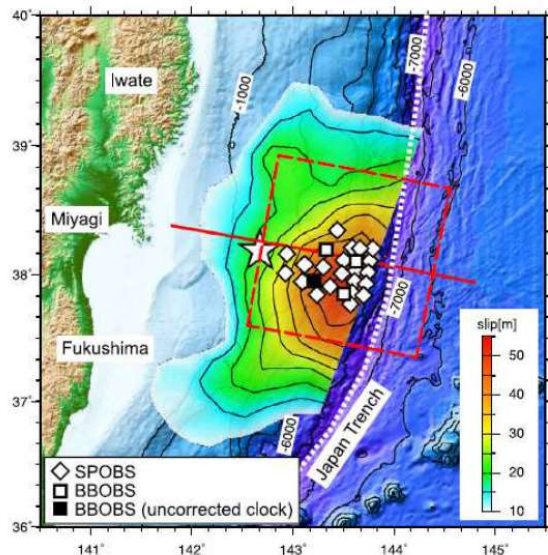 40°
39°
38°
37°
36°
141°
142°
143°
144°
145°
Iwate
Miyagi
Fukushima
-1000
-7000
-6000
-7000
-6000
Japan Trench
slip[m]
50
40
30
20
10
SPOBS
BBOBS
BBOBS (uncorrected clock)